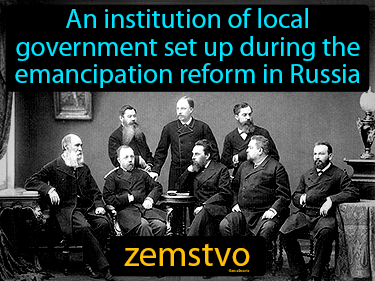 An institution of local
government set up during the
emancipation reform in Russia
zemstvo